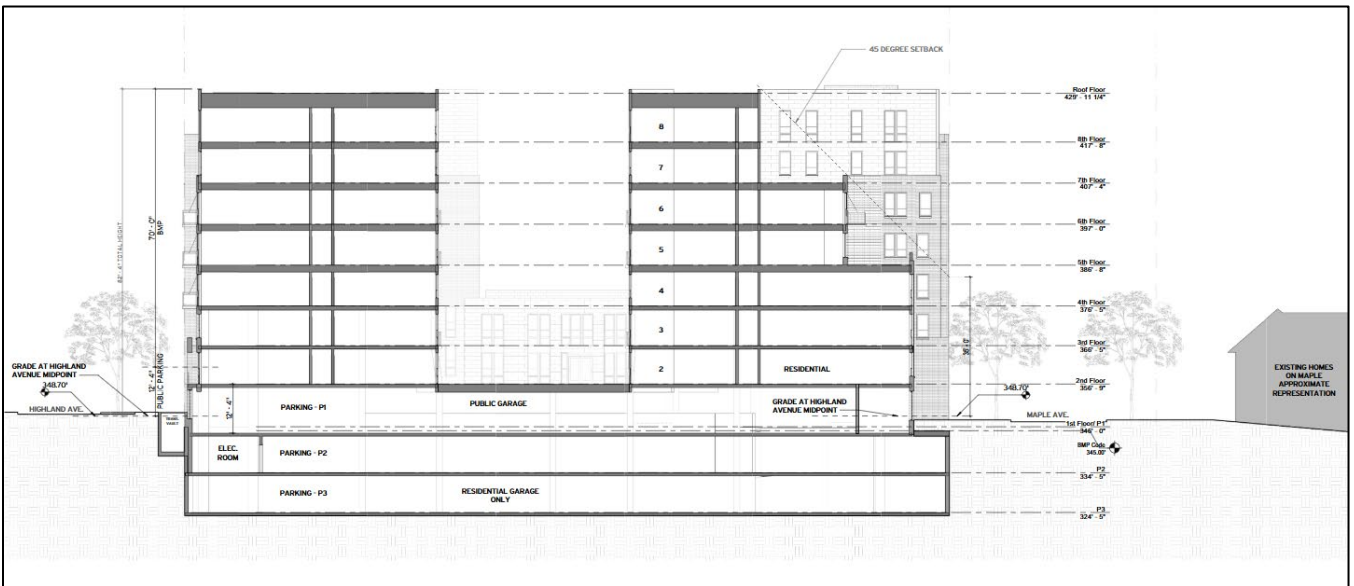 45 DEGREE SETBACK
Roof Floor
429' - 11 1/4"
8
8th Floor
417' - 8"
7
7th Floor
407' - 4"
6
6th Floor
397' - 0"
5
5th Floor
386' - 8"
4
4th Floor
376' - 5"
3
3rd Floor
366' - 5"
2
RESIDENTIAL
2nd Floor
356' - 9"
82' - 4" TOTAL HEIGHT
70' - 0"
BMP
12' - 4"
PUBLIC PARKING
36' - 0"
GRADE AT HIGHLAND
AVENUE MIDPOINT
348.70'
HIGHLAND AVE.
PARKING - P1
12' - 4"
PUBLIC GARAGE
GRADE AT HIGHLAND
AVENUE MIDPOINT
348.70'
MAPLE AVE.
EXISTING HOMES
ON MAPLE
APPROXIMATE
REPRESENTATION
1st Floor/ P1
346' - 0"
BMP Code
345.00'
ELEC.
ROOM
PARKING - P2
P2
334' - 5"
PARKING - P3
RESIDENTIAL GARAGE
ONLY
P3
324' - 5"